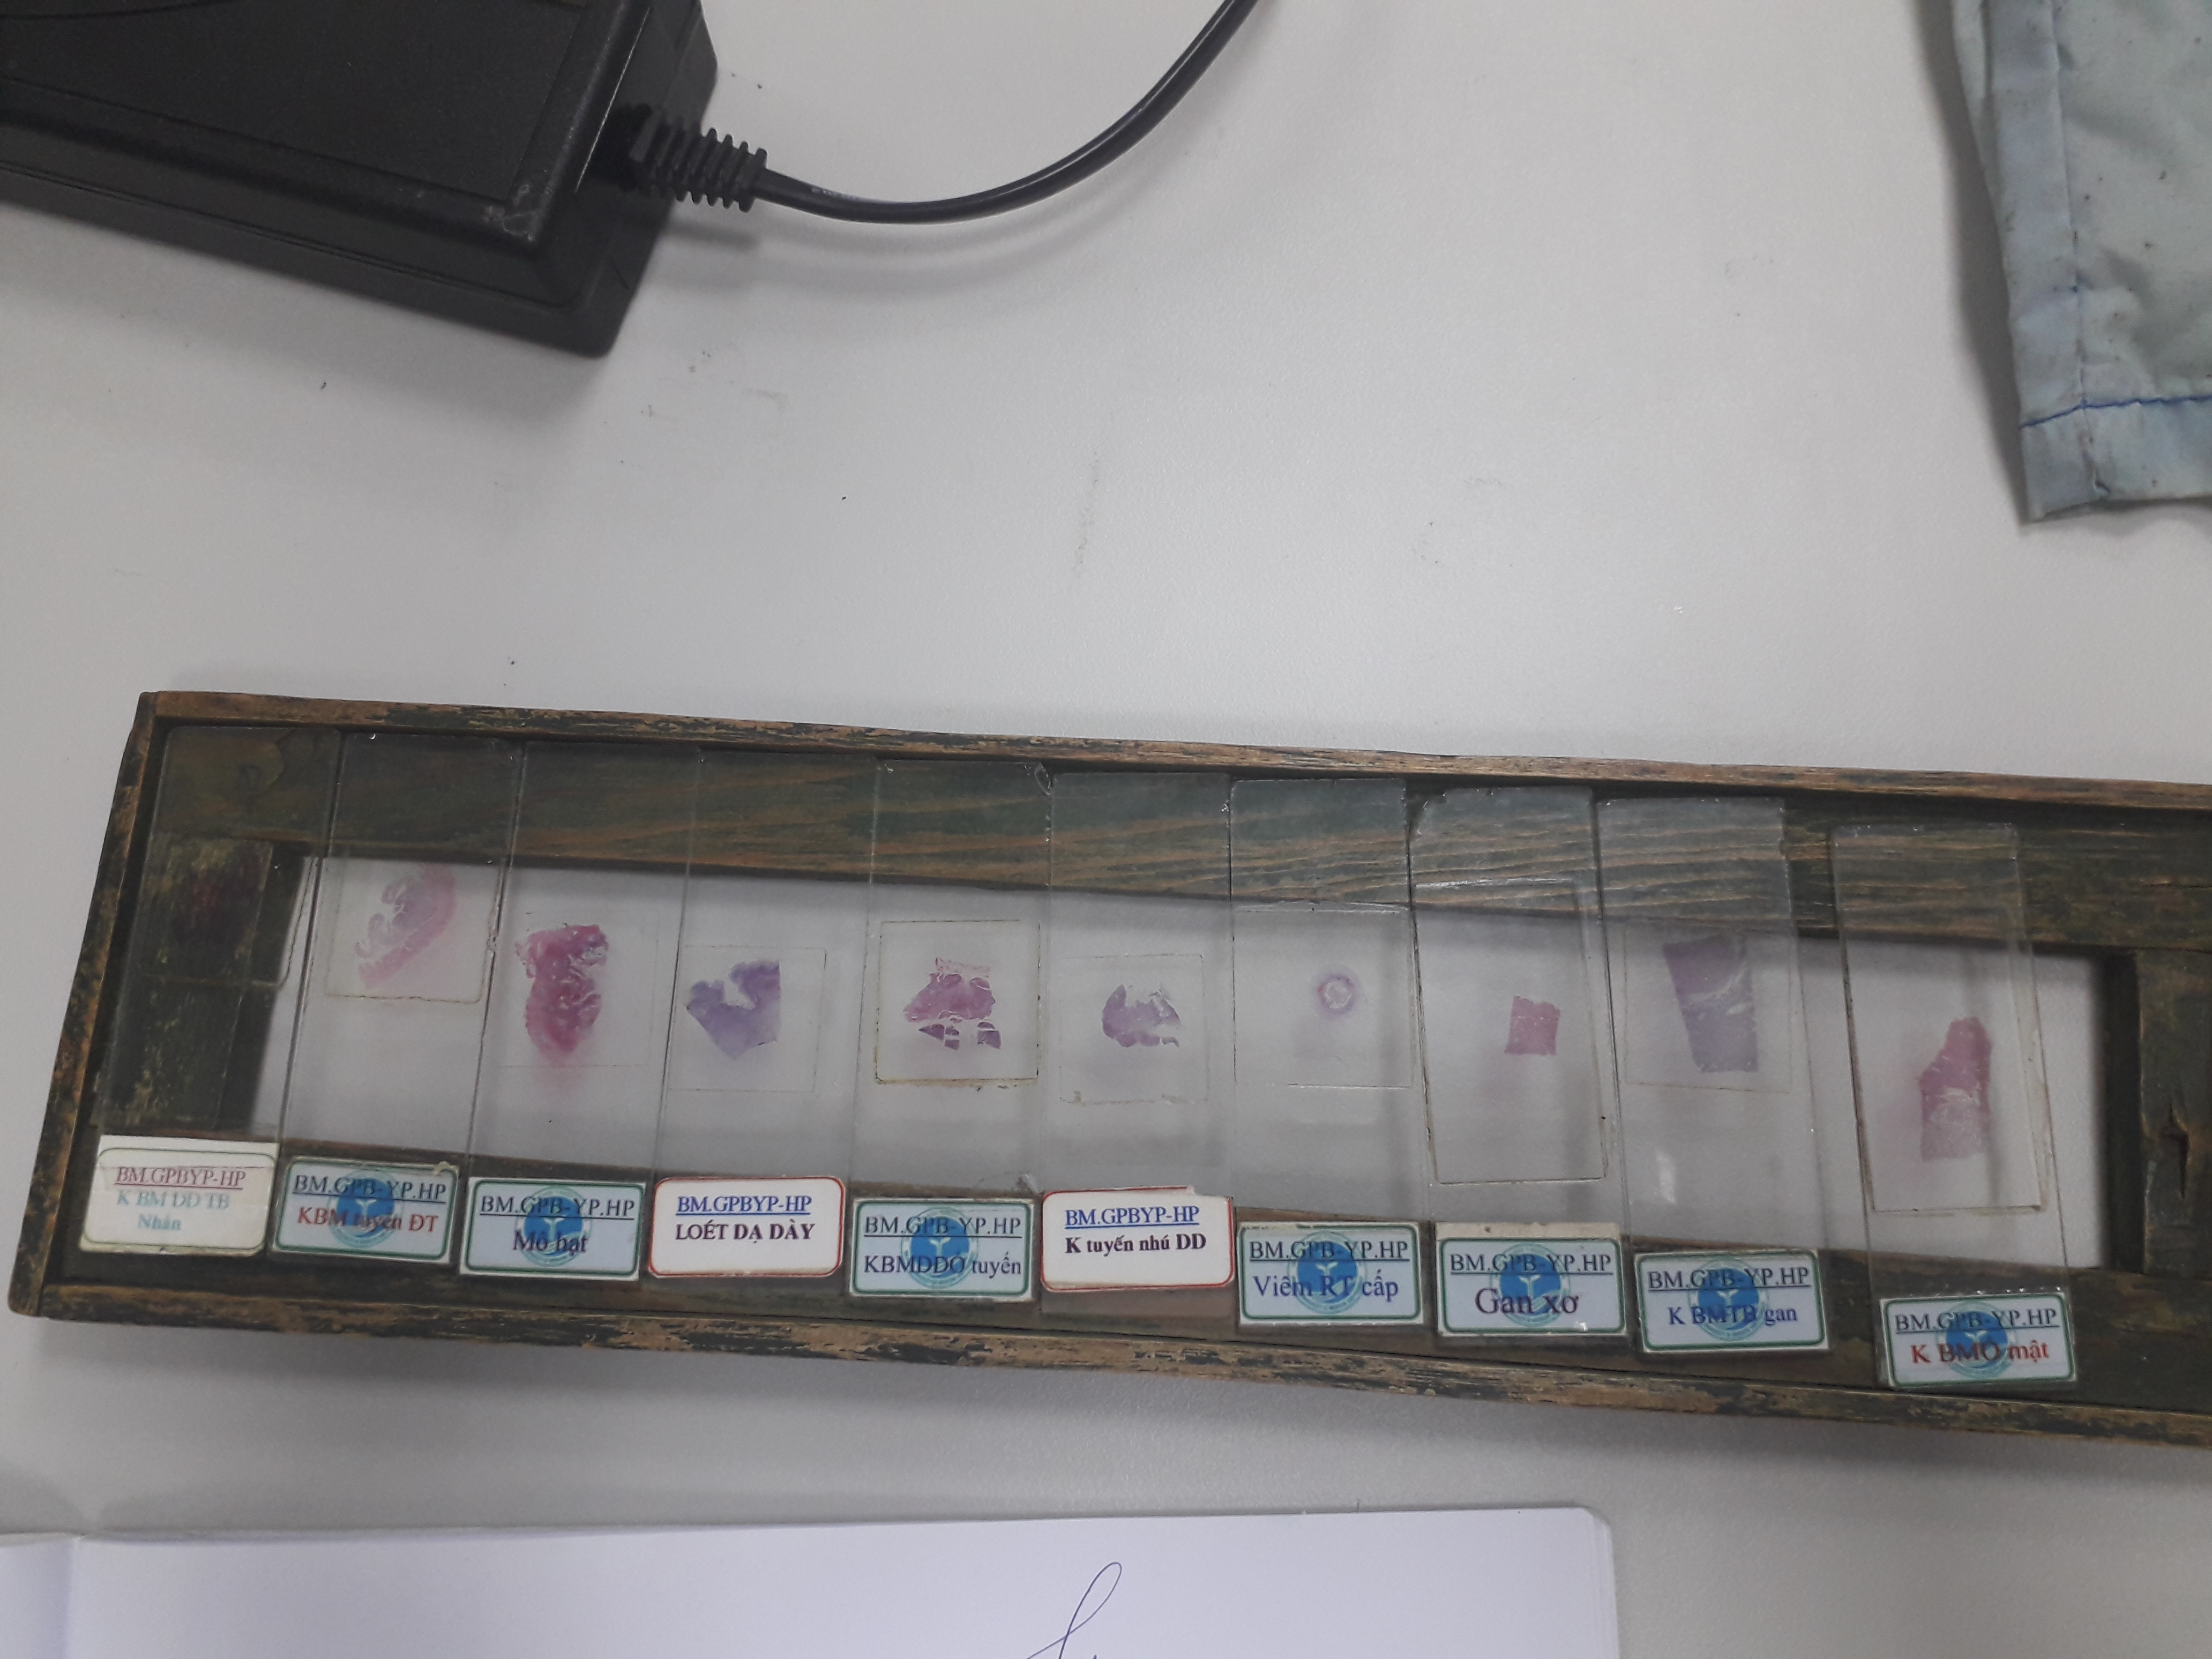 BM.GPBYP-HP
K BM DD TB
Nhẫn
BM.GPB-YP.HP
KBM tuyến ĐT
BM.GPB-YP.HP
Mô hạt
BM.GPBYP-HP
LOÉT DẠ DÀY
BM.GPB-YP.HP
KBMDDƠ tuyến
BM.GPBYP-HP
K tuyến nhú DD
BM.GPB-YP.HP
Viêm RT cấp
BM.GPB-YP.HP
Gan xơ
BM.GPB-YP.HP
K BMTB gan
BM.GPB-YP.HP
K BMO mật